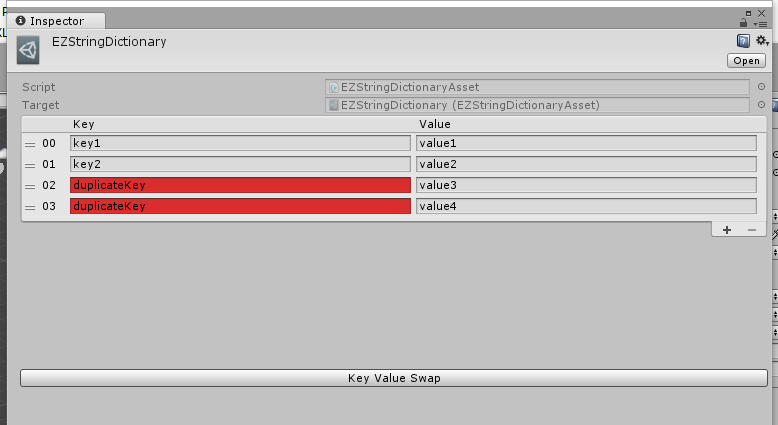 Inspector
EZStringDictionary
Open
Script EZStringDictionaryAsset
Target EZStringDictionary (EZStringDictionaryAsset)
Key Value
00 key1 value1
01 key2 value2
02 duplicateKey value3
03 duplicateKey value4
+ −
Key Value Swap